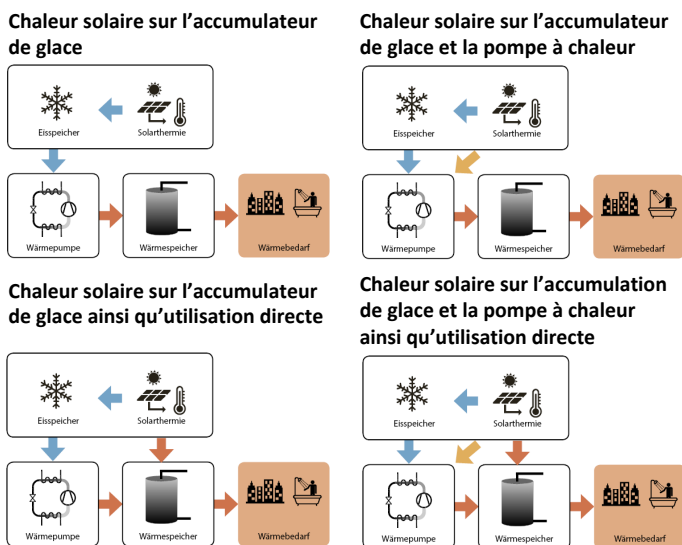 Chaleur solaire sur l’accumulateur
de glace
Eisspeicher
Solarthermie
Wärmepumpe
Wärmespeicher
Wärmebedarf
Chaleur solaire sur l’accumulateur
de glace et la pompe à chaleur
Eisspeicher
Solarthermie
Wärmepumpe
Wärmespeicher
Wärmebedarf
Chaleur solaire sur l’accumulateur
de glace ainsi qu’utilisation directe
Eisspeicher
Solarthermie
Wärmepumpe
Wärmespeicher
Wärmebedarf
Chaleur solaire sur l’accumulation
de glace et la pompe à chaleur
ainsi qu’utilisation directe
Eisspeicher
Solarthermie
Wärmepumpe
Wärmespeicher
Wärmebedarf